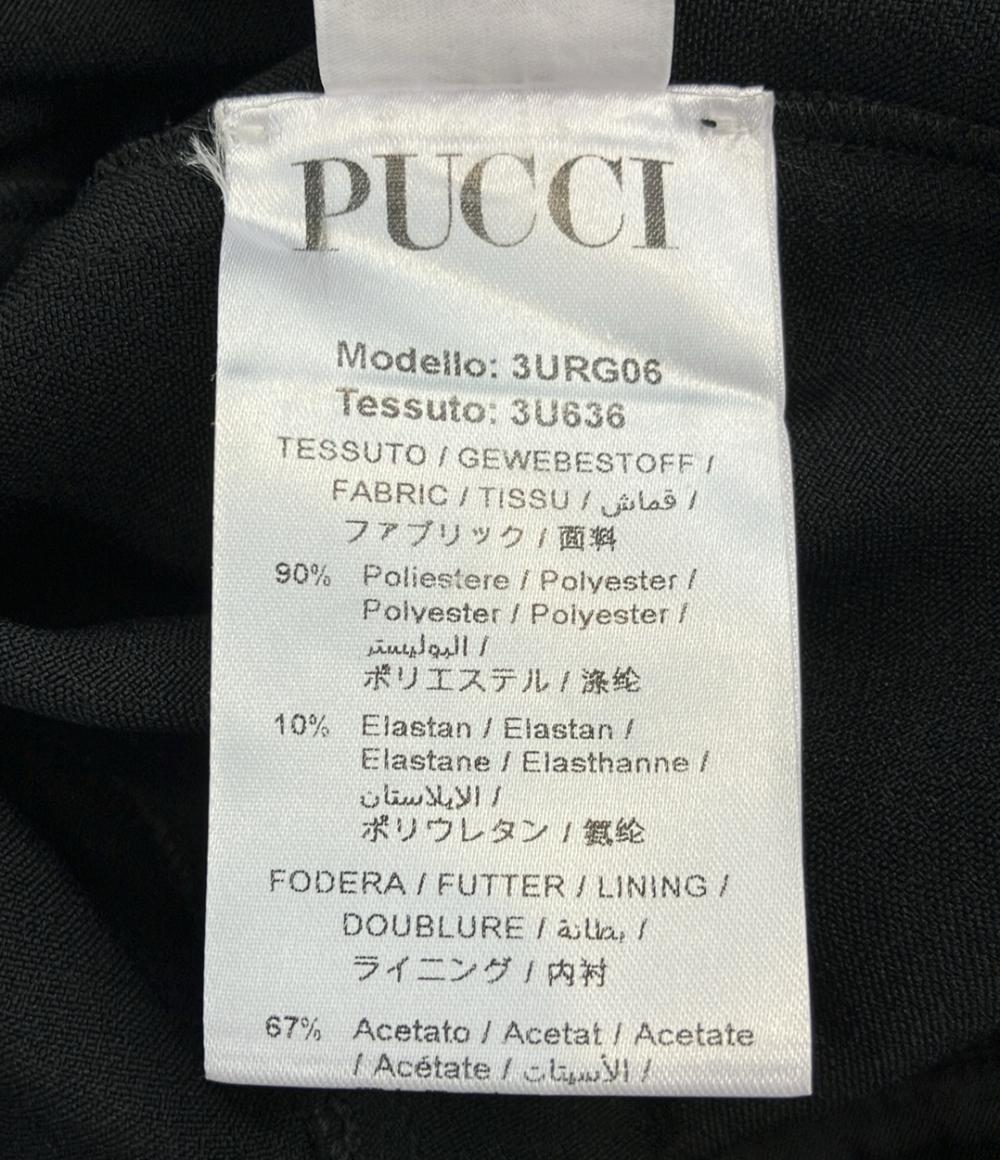 PUCCI
Modello: 3URG06
Tessuto: 3U636
TESSUTO / GEWEBESTOFF /
FABRIC / TISSU / قماش /
ファブリック / 面料
90% Poliestere / Polyester /
Polyester / Polyester /
البوليستر /
ポリエステル / 涤纶
10% Elastan / Elastan /
Elastane / Elasthanne /
الايلاستان /
ポリウレタン / 氨纶
FODERA / FUTTER / LINING /
DOUBLURE / بطانة /
ライニング / 内衬
67% Acetato / Acetat / Acetate
/ Acétate / الأسيتات /